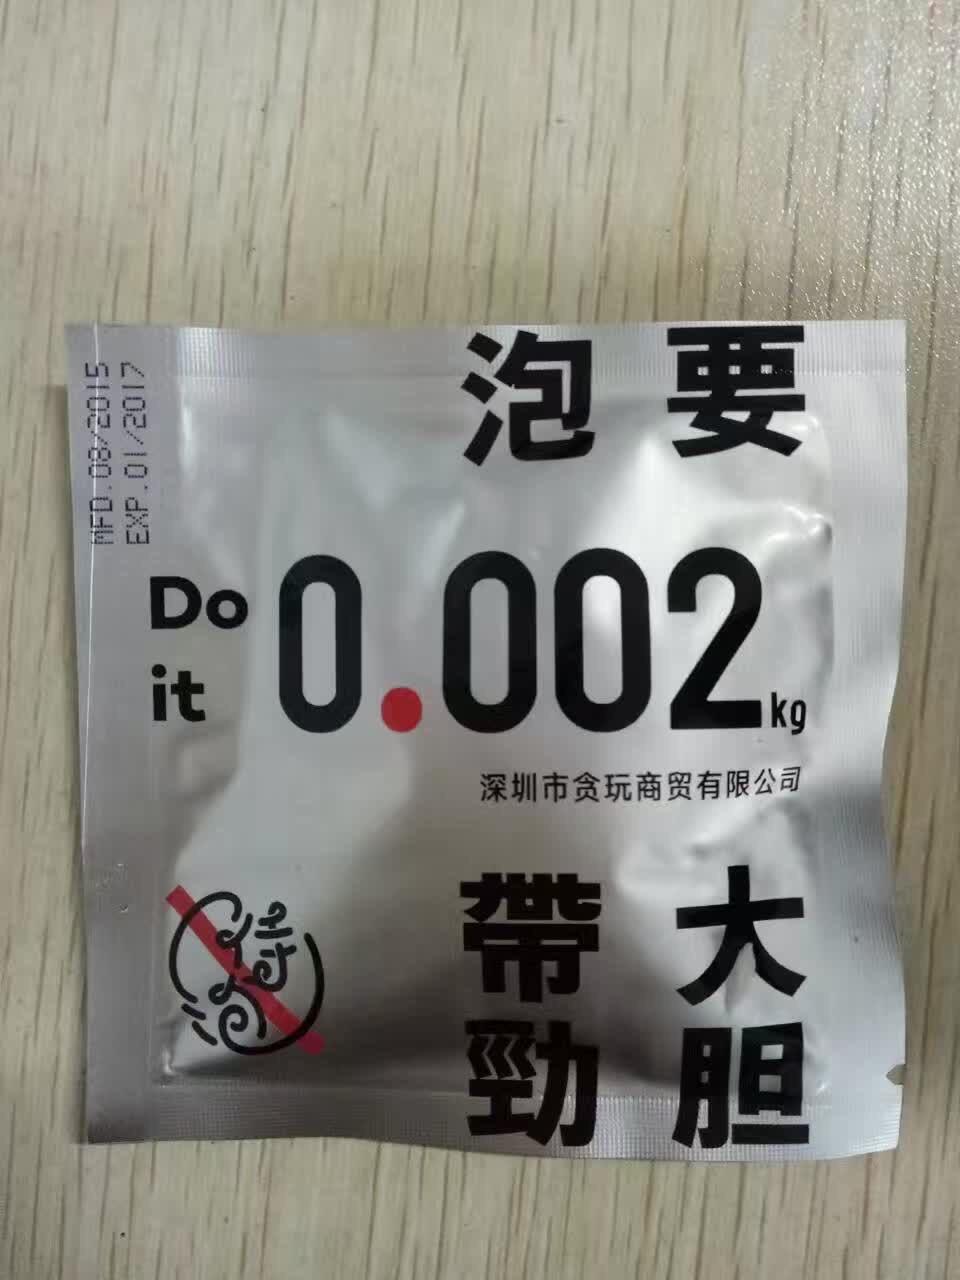 MFD.08/2015
EXP.01/2017
要
泡
Do
it
0.002kg
深圳市贪玩商贸有限公司
大胆
帶勁